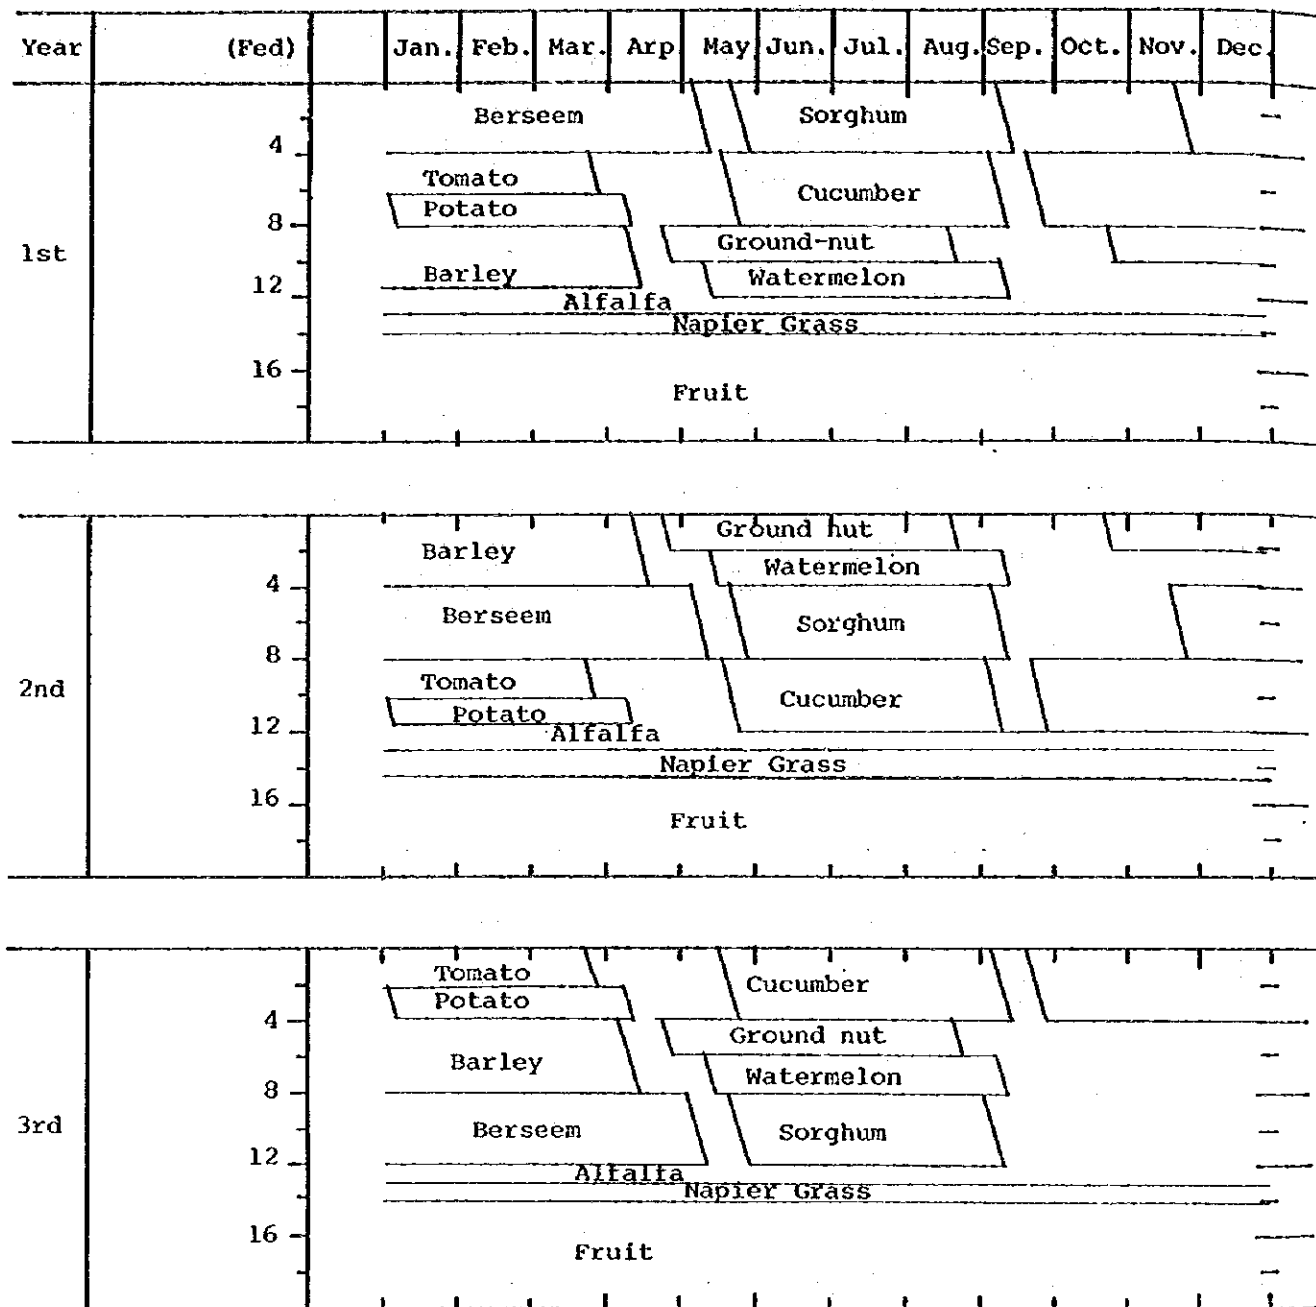 Year (Fed) Jan. Feb. Mar. Arp May Jun. Jul. Aug. Sep. Oct. Nov. Dec.
Berseem Sorghum
4
Tomato
Cucumber
Potato
8
Ground-nut
1st
Barley Watermelon
12
Alfalfa
Napier Grass
16
Fruit
Ground nut
Barley
Watermelon
4
Berseem Sorghum
8
2nd Tomato
Cucumber
Potato
12
Alfalfa
Napier Grass
16
Fruit
Tomato
Cucumber
Potato
4
Ground nut
Barley
Watermelon
8
3rd
Berseem Sorghum
12
Alfalfa
Napier Grass
16
Fruit